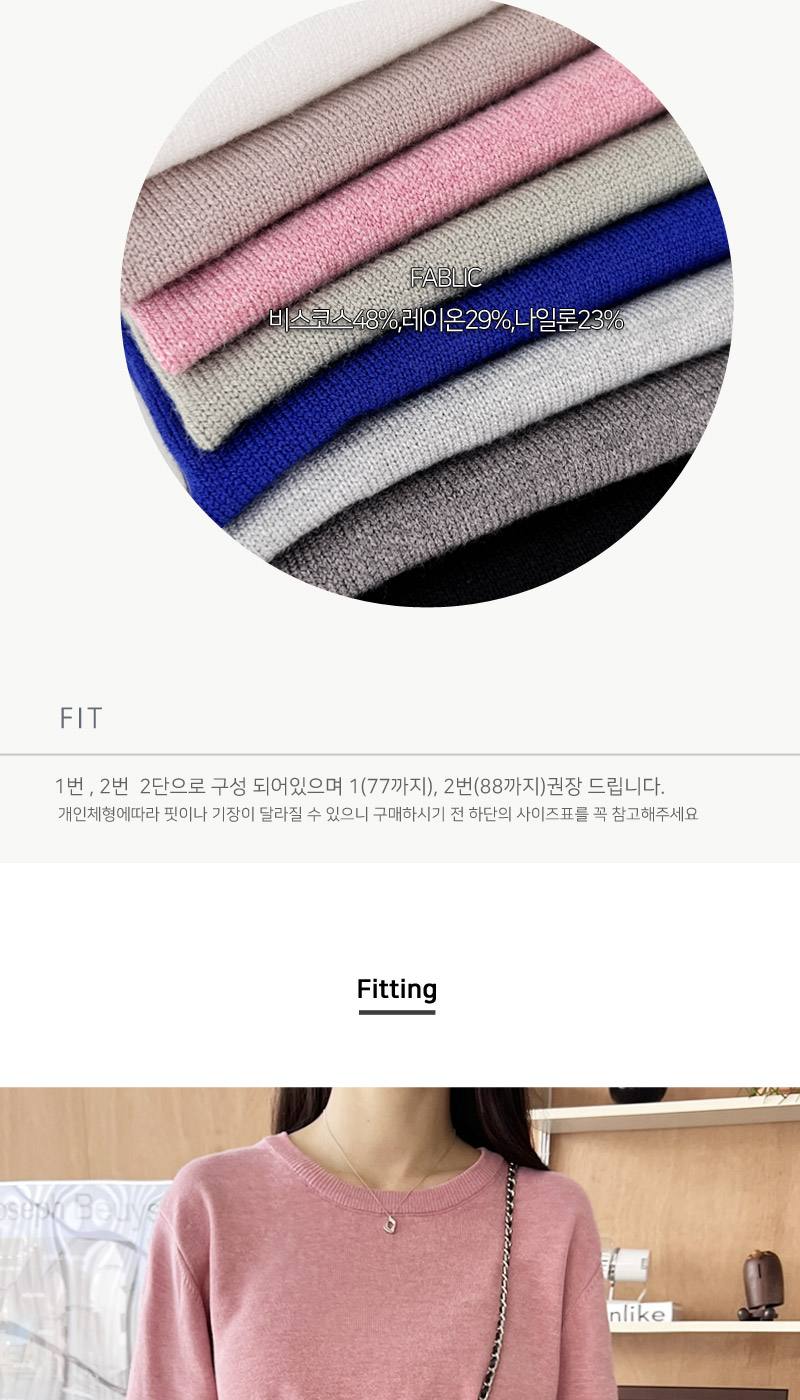 FABLIC
비스코스48%,레이온29%,나일론23%
FIT
1번 , 2번  2단으로 구성 되어있으며 1(77까지), 2번(88까지)권장 드립니다.
개인체형에따라 핏이나 기장이 달라질 수 있으니 구매하시기 전 하단의 사이즈표를 꼭 참고해주세요
Fitting
oseph Beuys
nlike